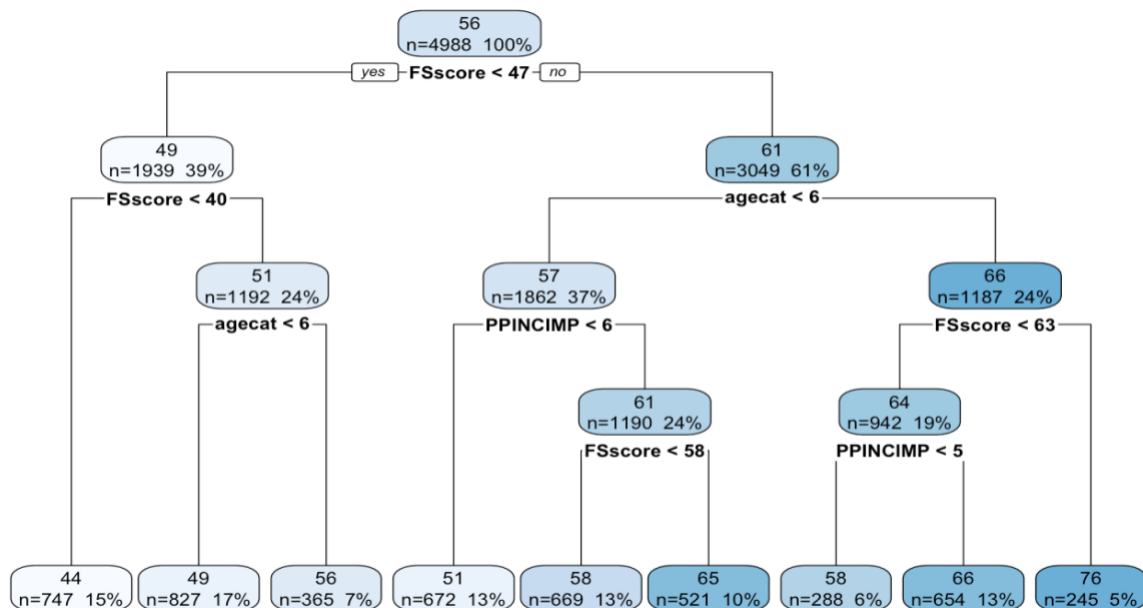 56
n=4988 100%
yes FSscore < 47 no
49
n=1939 39%
61
n=3049 61%
FSscore < 40
agecat < 6
51
n=1192 24%
57
n=1862 37%
66
n=1187 24%
agecat < 6
PPINCIMP < 6
FSscore < 63
61
n=1190 24%
64
n=942 19%
FSscore < 58
PPINCIMP < 5
44
n=747 15%
49
n=827 17%
56
n=365 7%
51
n=672 13%
58
n=669 13%
65
n=521 10%
58
n=288 6%
66
n=654 13%
76
n=245 5%